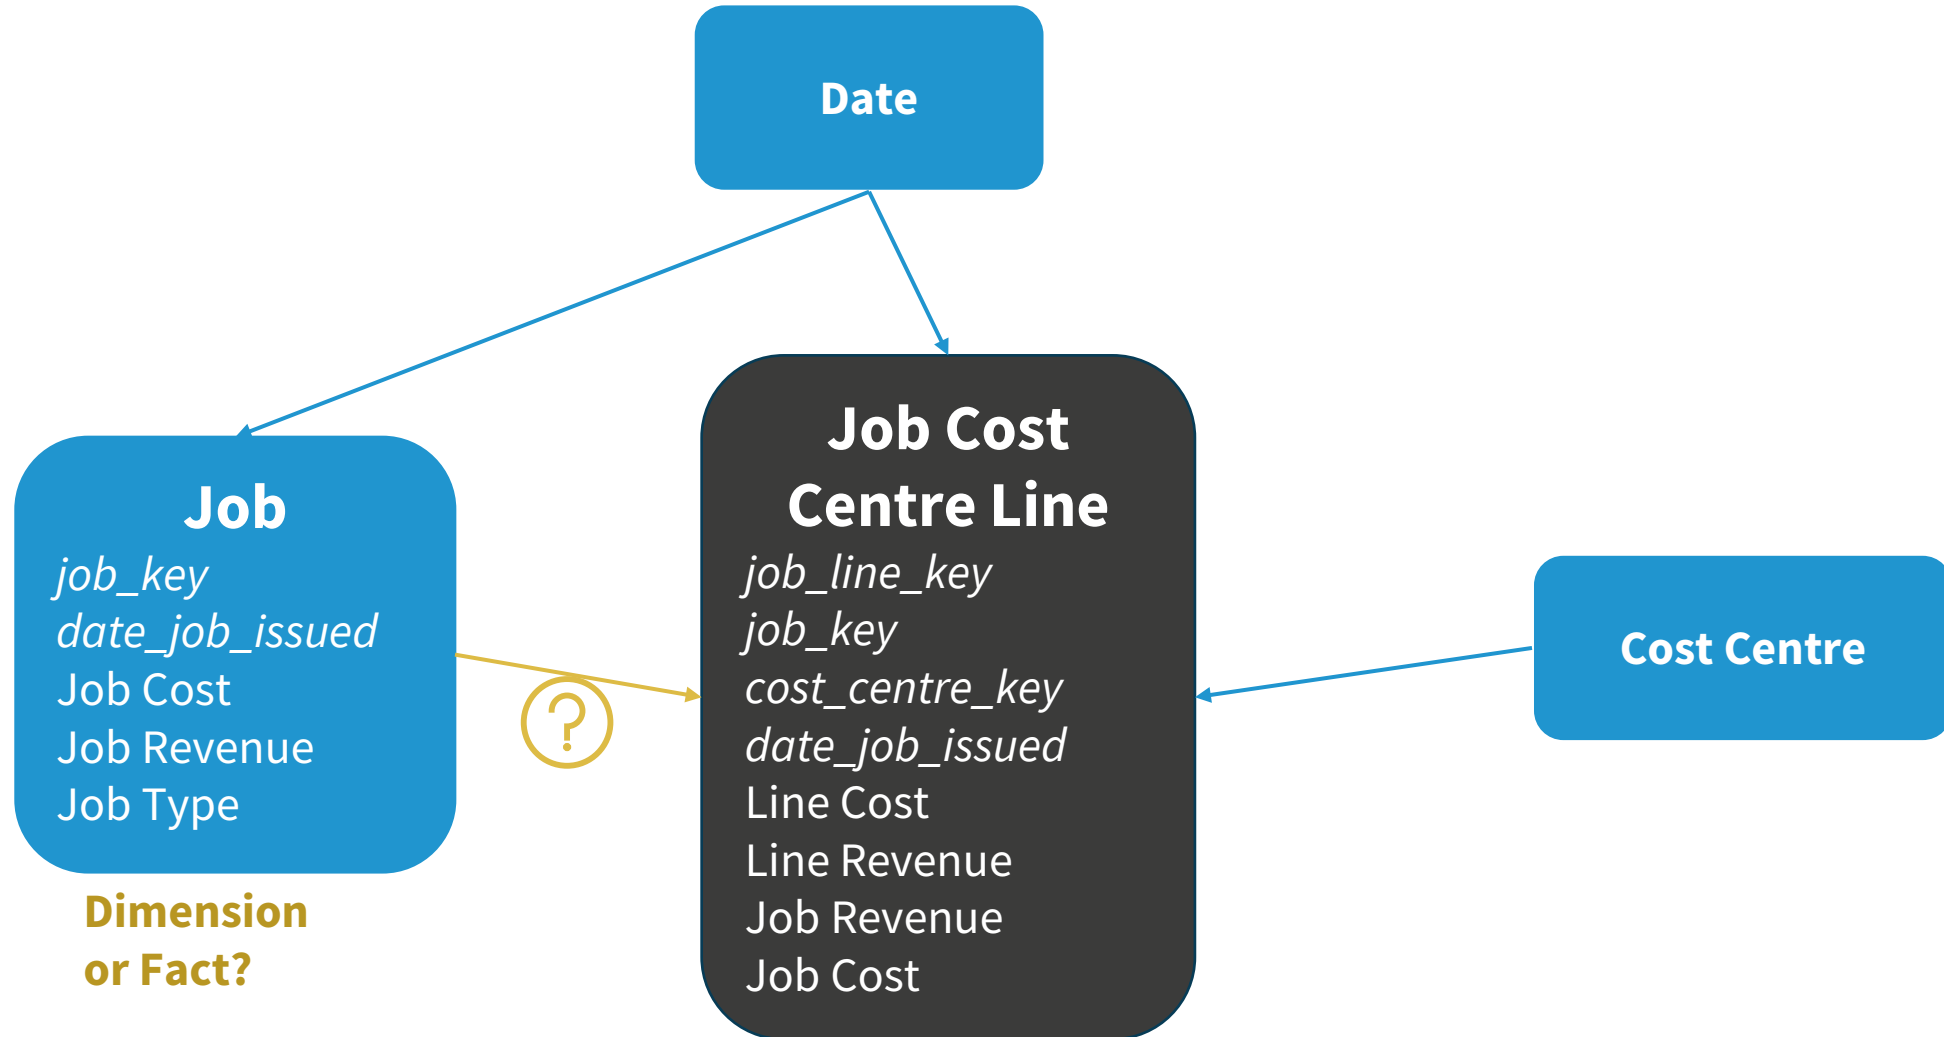 Date
Job
job_key
date_job_issued
Job Cost
Job Revenue
Job Type
Dimension
or Fact?
?
Job Cost
Centre Line
job_line_key
job_key
cost_centre_key
date_job_issued
Line Cost
Line Revenue
Job Revenue
Job Cost
Cost Centre